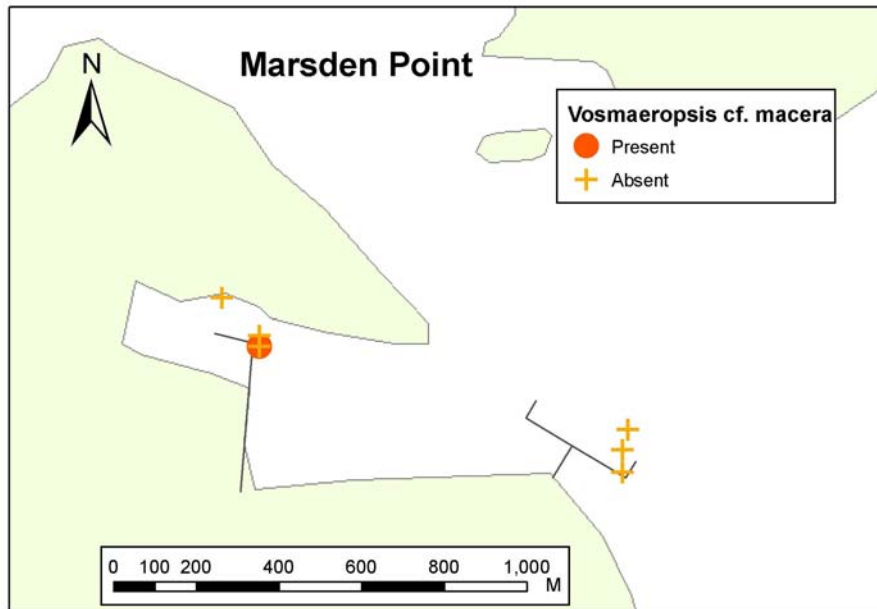 Marsden Point
N
Vosmaeropsis cf. macera
Present
Absent
0 100 200 400 600 800 1,000
M